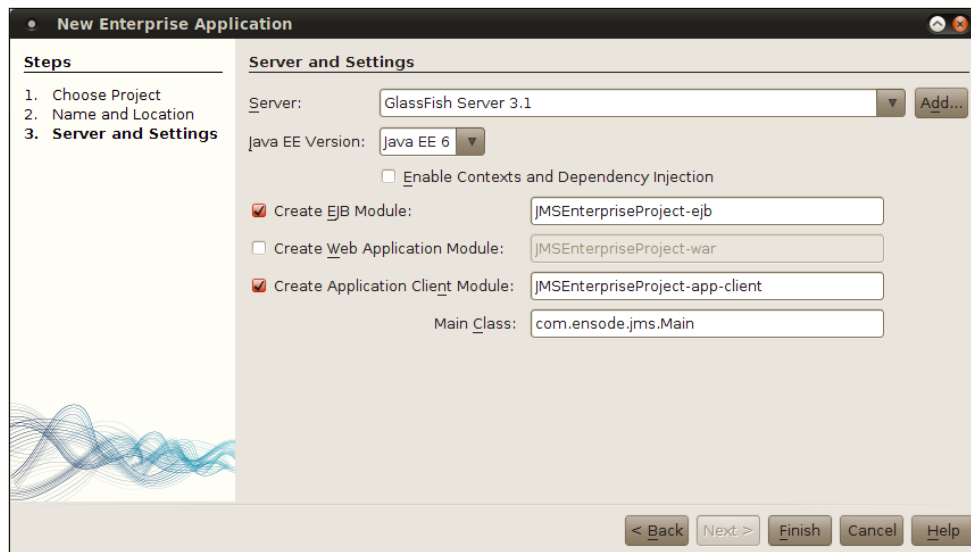 New Enterprise Application
Steps
1. Choose Project
2. Name and Location
3. Server and Settings
Server and Settings
Server: GlassFish Server 3.1 Add...
Java EE Version: Java EE 6
Enable Contexts and Dependency Injection
Create EJB Module: JMSEnterpriseProject-ejb
Create Web Application Module: JMSEnterpriseProject-war
Create Application Client Module: JMSEnterpriseProject-app-client
Main Class: com.ensode.jms.Main
< Back Next > Finish Cancel Help